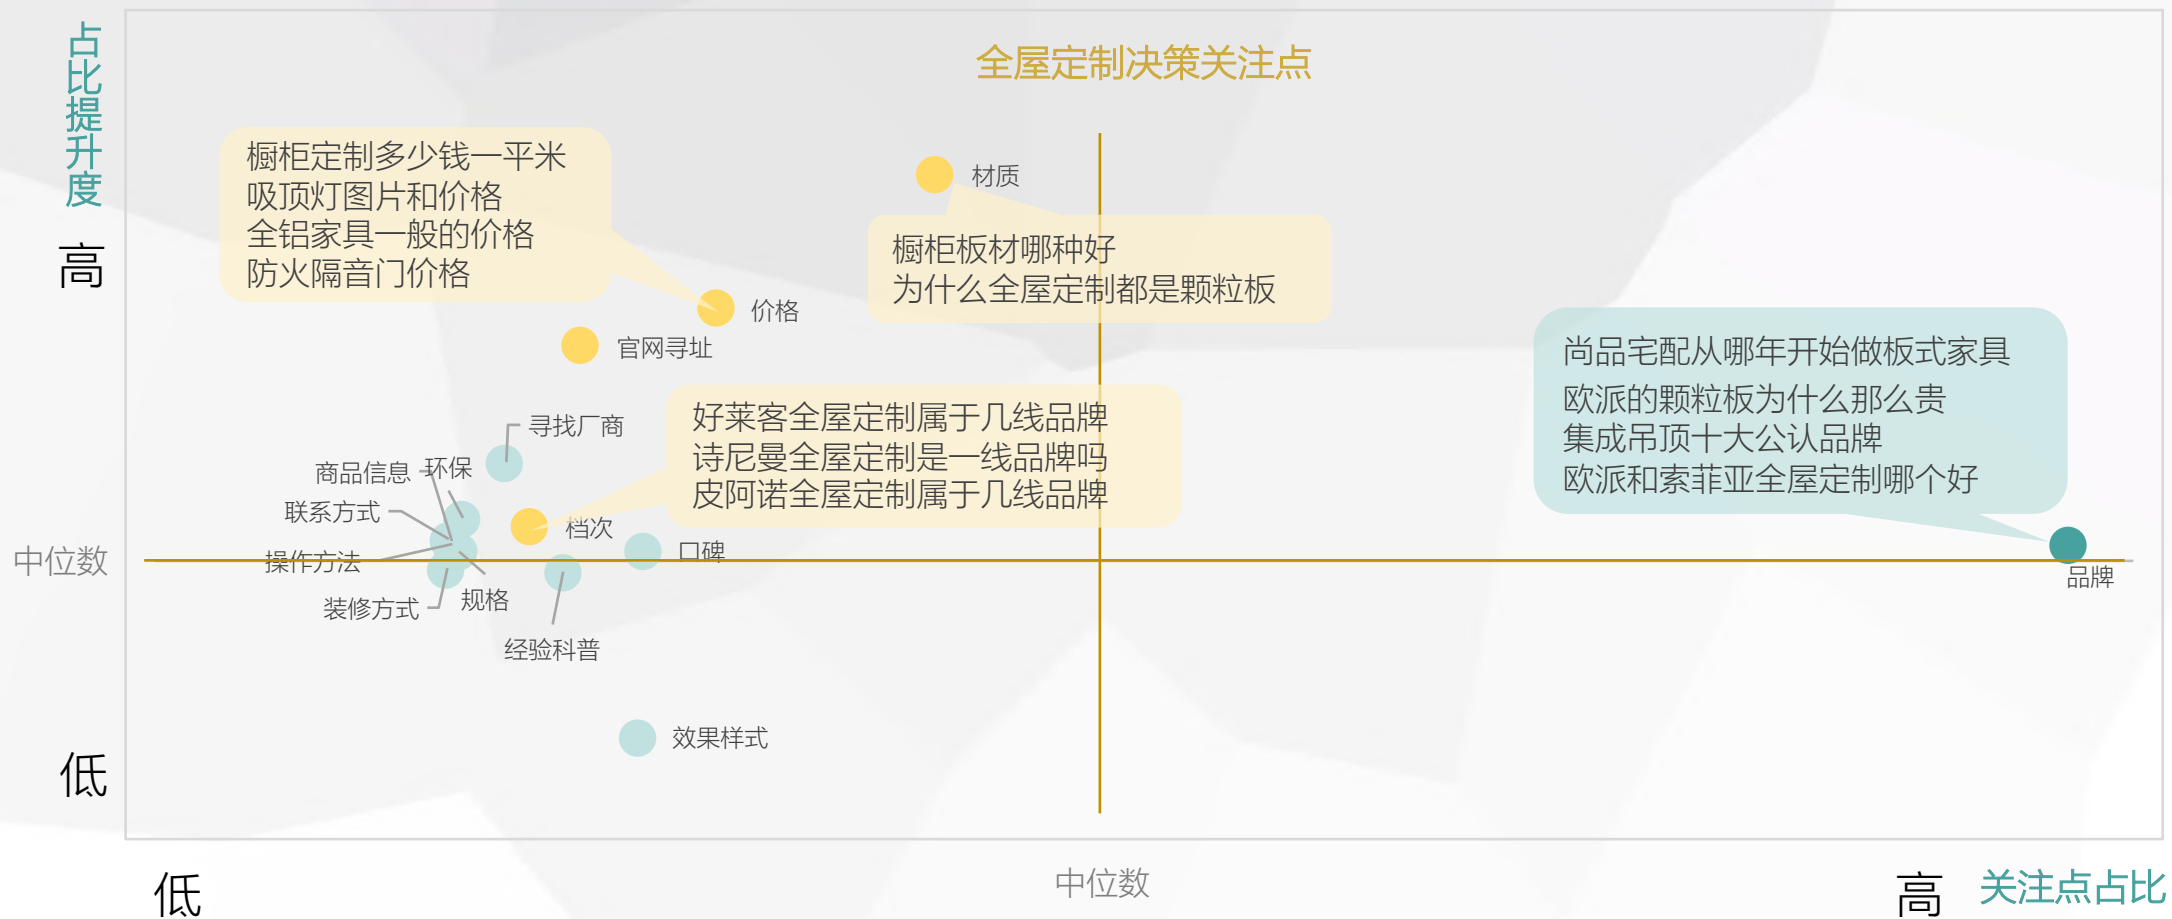 占比提升度
全屋定制决策关注点
橱柜定制多少钱一平米
吸顶灯图片和价格
全铝家具一般的价格
防火隔音门价格
材质
橱柜板材哪种好
为什么全屋定制都是颗粒板
高
价格
官网寻址
尚品宅配从哪年开始做板式家具
欧派的颗粒板为什么那么贵
集成吊顶十大公认品牌
欧派和索菲亚全屋定制哪个好
好莱客全屋定制属于几线品牌
诗尼曼全屋定制是一线品牌吗
皮阿诺全屋定制属于几线品牌
寻找厂商
商品信息
环保
联系方式
档次
口碑
操作方法
中位数
品牌
装修方式
规格
经验科普
效果样式
低
低
中位数
高
关注点占比